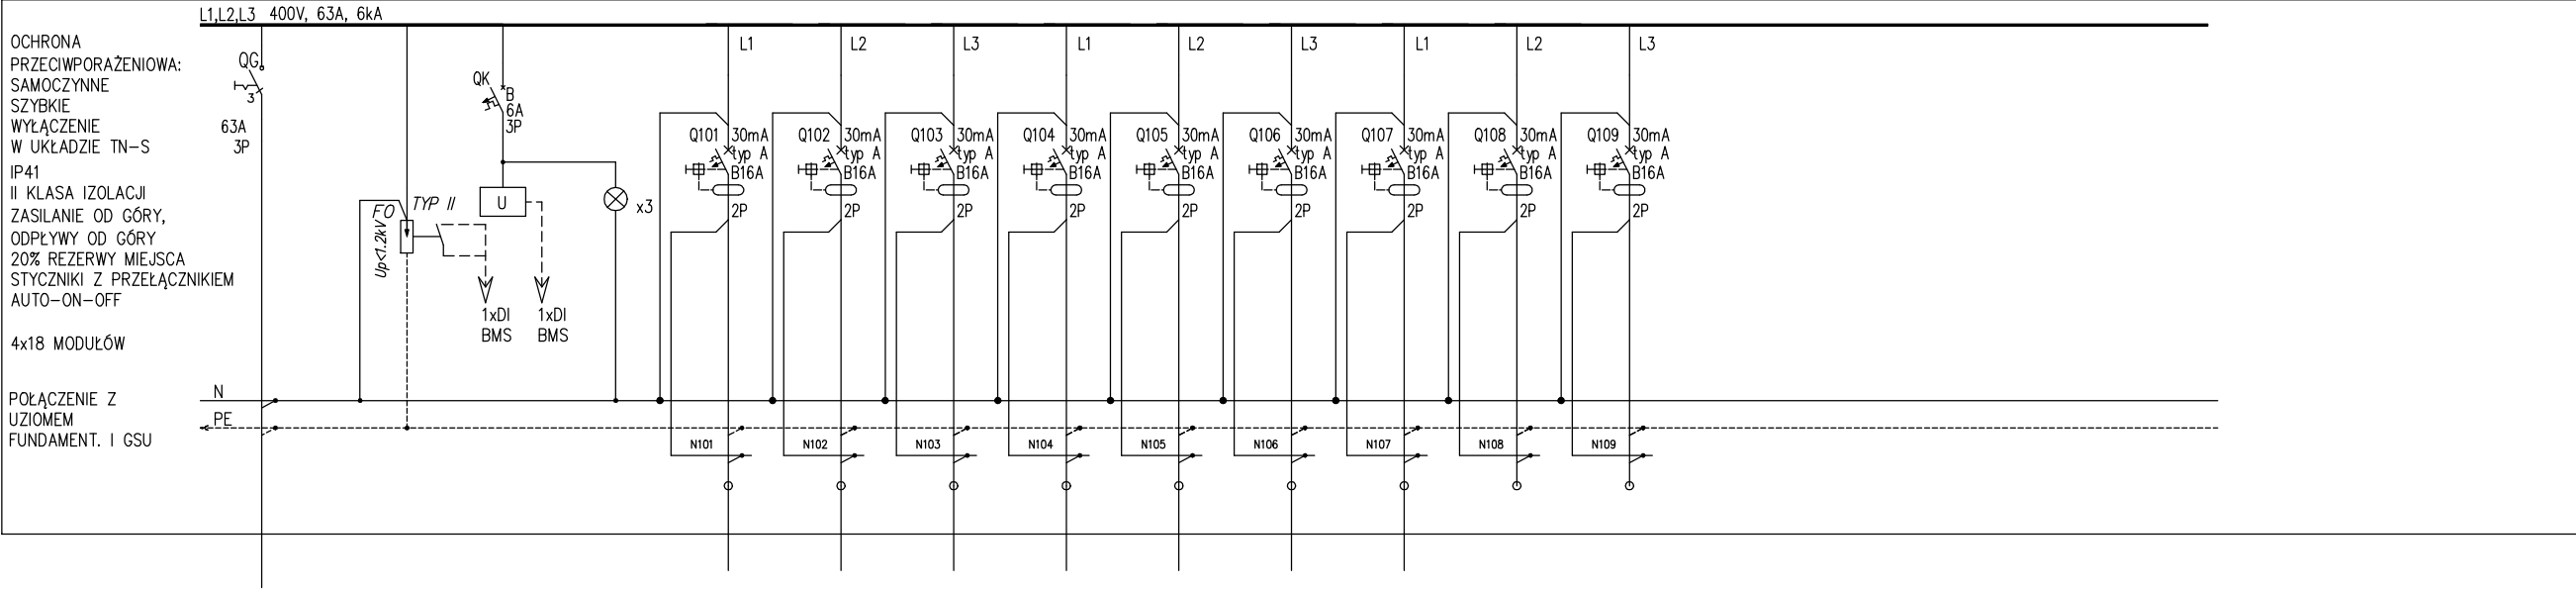 L1,L2,L3 400V, 63A, 6kA
OCHRONA
PRZECIWPORAŻENIOWA:
SAMOCZYNNE
SZYBKIE
WYŁĄCZENIE
W UKŁADZIE TN-S
IP41
II KLASA IZOLACJI
ZASILANIE OD GÓRY,
ODPŁYWY OD GÓRY
20% REZERWY MIEJSCA
STYCZNIKI Z PRZEŁĄCZNIKIEM
AUTO-ON-OFF
4x18 MODUŁÓW
POŁĄCZENIE Z
UZIOMEM
FUNDAMENT. I GSU
QG
3
63A
3P
N
PE
FO
TYP II
Up<1.2kV
QK
B
6A
3P
U
x3
1xDI
BMS
1xDI
BMS
L1
Q101
30mA
typ A
B16A
2P
N101
L2
Q102
30mA
typ A
B16A
2P
N102
L3
Q103
30mA
typ A
B16A
2P
N103
L1
Q104
30mA
typ A
B16A
2P
N104
L2
Q105
30mA
typ A
B16A
2P
N105
L3
Q106
30mA
typ A
B16A
2P
N106
L1
Q107
30mA
typ A
B16A
2P
N107
L2
Q108
30mA
typ A
B16A
2P
N108
L3
Q109
30mA
typ A
B16A
2P
N109